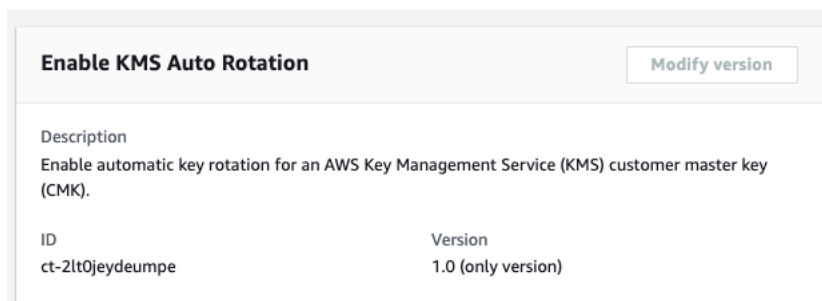 Enable KMS Auto Rotation
Modify version
Description
Enable automatic key rotation for an AWS Key Management Service (KMS) customer master key
(CMK).
ID
Version
ct-2lt0jeydeumpe
1.0 (only version)